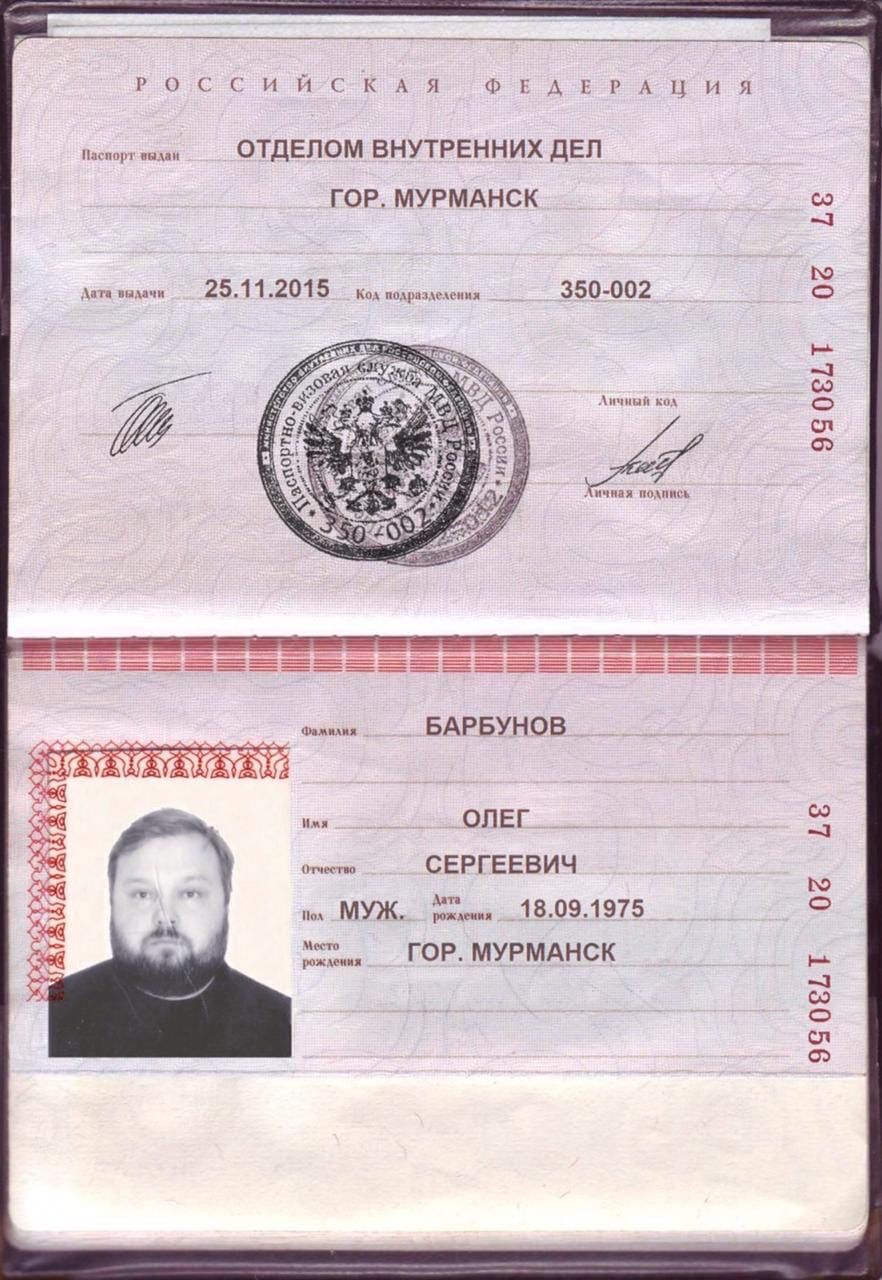 РОССИЙСКАЯ ФЕДЕРАЦИЯ
Паспорт выдан ОТДЕЛОМ ВНУТРЕННИХ ДЕЛ
ГОР. МУРМАНСК
Дата выдачи 25.11.2015 Код подразделения 350-002
37 20 173056
Личный код
Личная подпись
Паспортно-визовая служба МВД России
350-002
МВД России
ФАМИЛИЯ БАРБУНОВ
Имя ОЛЕГ
Отчество СЕРГЕЕВИЧ
Пол МУЖ. Дата рождения 18.09.1975
Место рождения ГОР. МУРМАНСК
37 20 173056